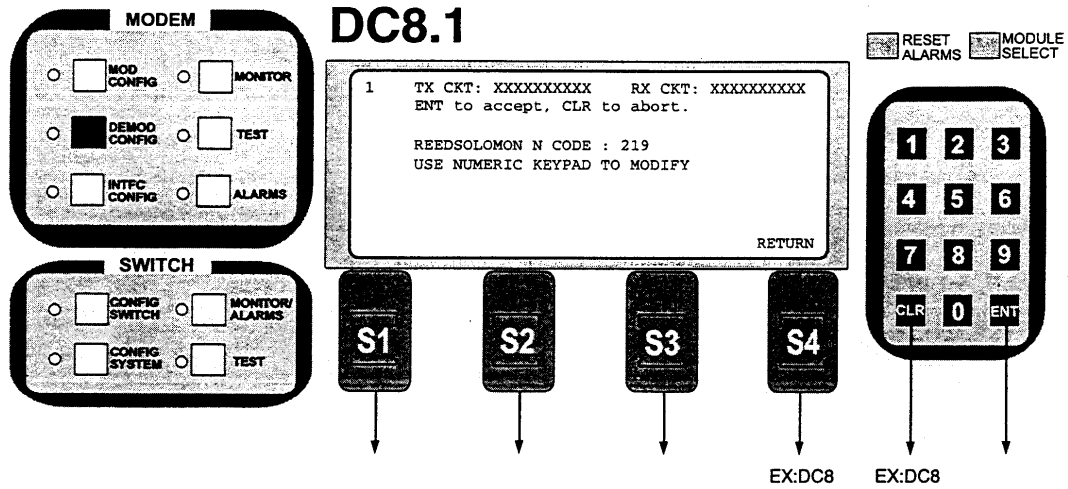 MODEM
MOD CONFIG
MONITOR
DEMOD CONFIG
TEST
INTFC CONFIG
ALARMS
SWITCH
CONFIG SWITCH
MONITOR/ ALARMS
CONFIG SYSTEM
TEST
DC8.1
1 TX CKT: XXXXXXXXXX RX CKT: XXXXXXXXXX
ENT to accept, CLR to abort.
REEDSOLOMON N CODE : 219
USE NUMERIC KEYPAD TO MODIFY
RETURN
S1 S2 S3 S4
RESET ALARMS
MODULE SELECT
1 2 3
4 5 6
7 8 9
CLR 0 ENT
EX:DC8 EX:DC8